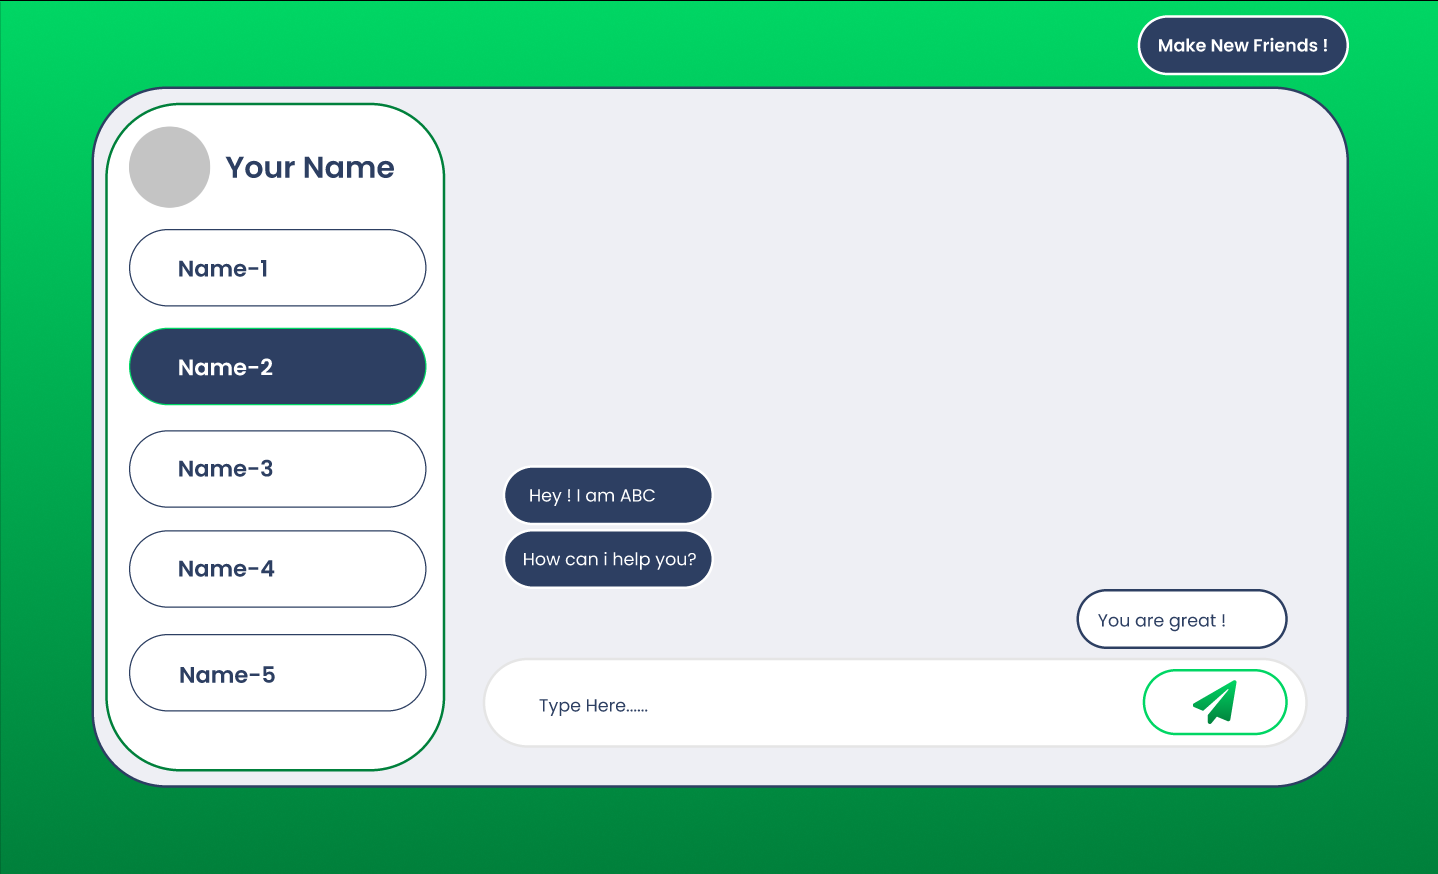 Make New Friends !
Your Name
Name-1
Name-2
Name-3
Name-4
Name-5
Hey ! I am ABC
How can i help you?
You are great !
Type Here......